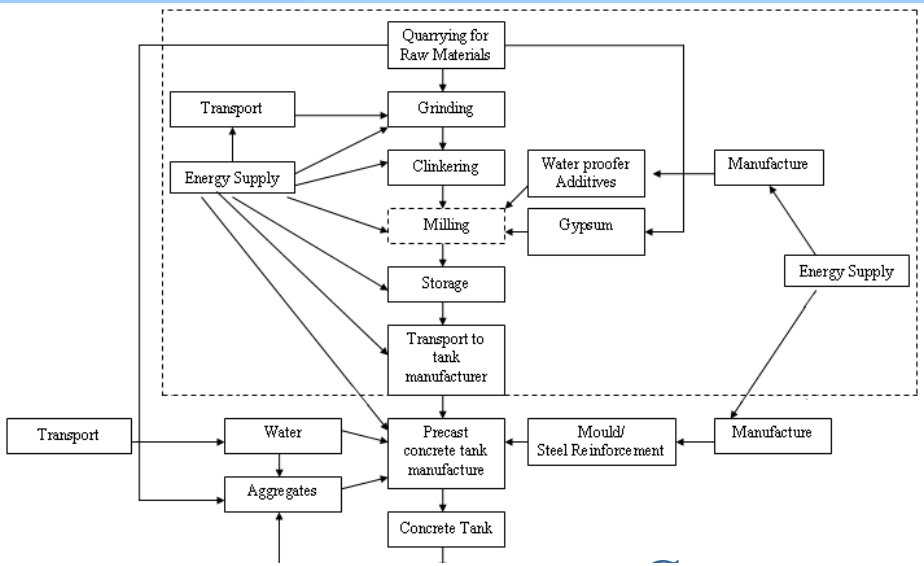 Quarrying for
Raw Materials
Transport
Grinding
Clinkering
Water proofer
Additives
Manufacture
Energy Supply
Milling
Gypsum
Energy Supply
Storage
Transport to
tank
manufacturer
Transport
Water
Precast
concrete tank
manufacture
Mould/
Steel Reinforcement
Manufacture
Aggregates
Concrete Tank